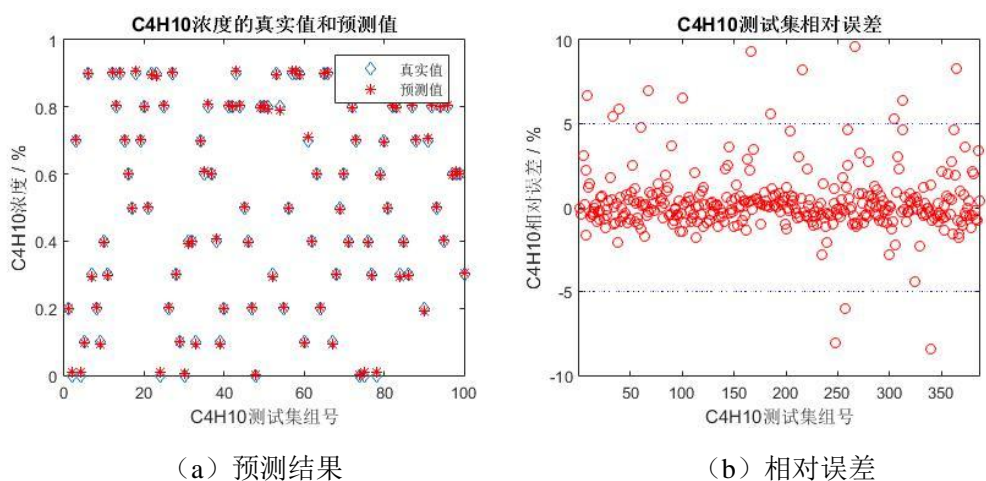 C4H10浓度的真实值和预测值
1
0.8
0.6
0.4
0.2
0
C4H10浓度 / %
真实值
预测值
0 20 40 60 80 100
C4H10测试集组号
（a）预测结果
C4H10测试集相对误差
10
5
0
-5
-10
C4H10相对误差 / %
50 100 150 200 250 300 350
C4H10测试集组号
（b）相对误差